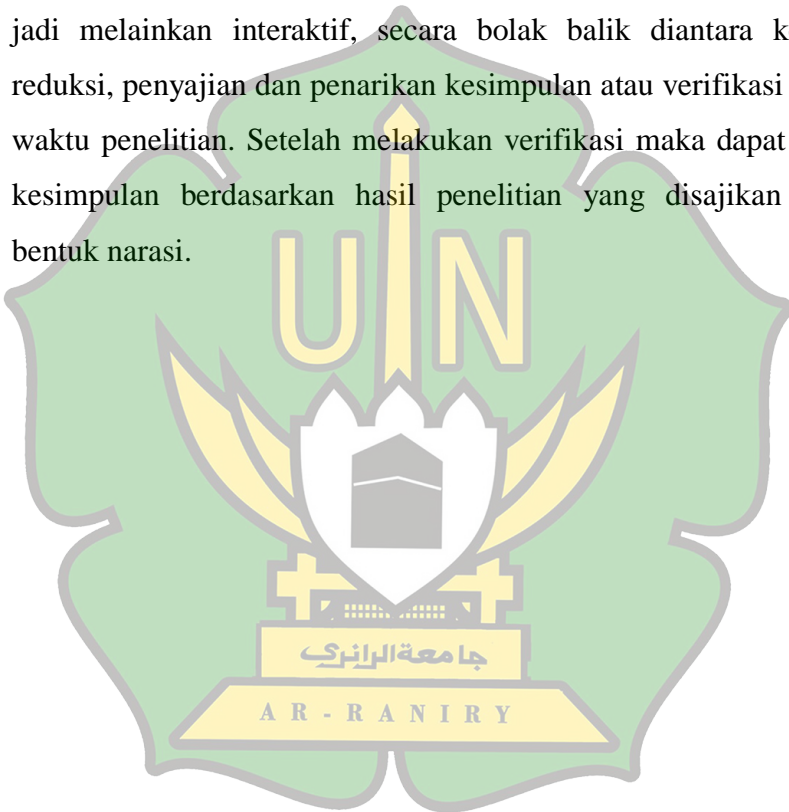 jadi melainkan interaktif, secara bolak balik diantara k
reduksi, penyajian dan penarikan kesimpulan atau verifikasi
waktu penelitian. Setelah melakukan verifikasi maka dapat
kesimpulan berdasarkan hasil penelitian yang disajikan
bentuk narasi.
UIN
جامعة الرانري
AR-RANIRY